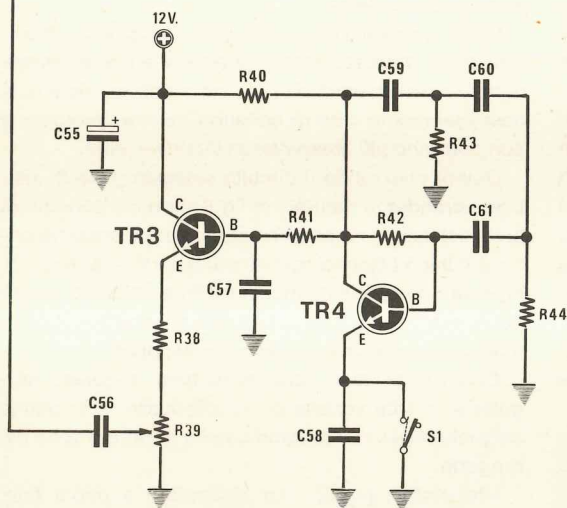 12V.
R40
C59
C60
C55
+
R43
C
TR3
B
E
R41
R42
C61
C57
C
TR4
B
E
R44
R38
C56
R39
C58
S1